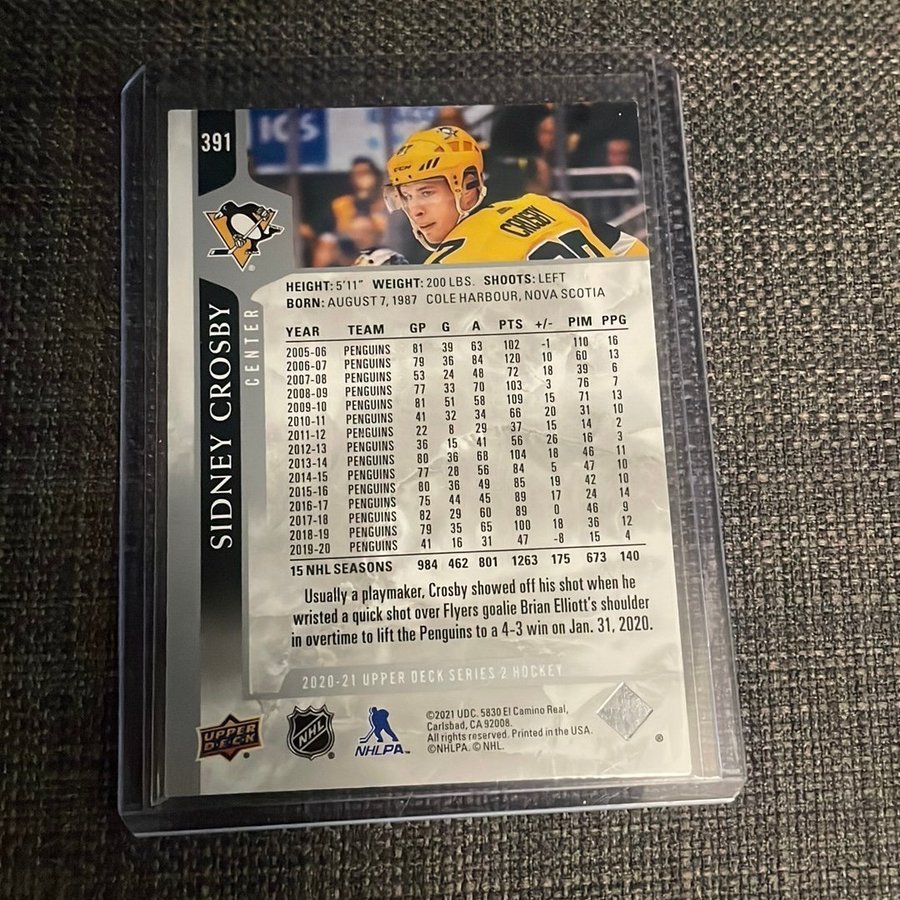 391
ICS
CCM
CROSBY
SIDNEY CROSBY
CENTER
HEIGHT: 5'11" WEIGHT: 200 LBS. SHOOTS: LEFT
BORN: AUGUST 7, 1987 COLE HARBOUR, NOVA SCOTIA
YEAR TEAM GP G A PTS +/- PIM PPG
2005-06 PENGUINS 81 39 63 102 -1 110 16
2006-07 PENGUINS 79 36 84 120 10 60 13
2007-08 PENGUINS 53 24 48 72 18 39 6
2008-09 PENGUINS 77 33 70 103 3 76 7
2009-10 PENGUINS 81 51 58 109 15 71 13
2010-11 PENGUINS 41 32 34 66 20 31 10
2011-12 PENGUINS 22 8 29 37 15 14 2
2012-13 PENGUINS 36 15 41 56 26 16 3
2013-14 PENGUINS 80 36 68 104 18 46 11
2014-15 PENGUINS 77 28 56 84 5 47 10
2015-16 PENGUINS 80 36 49 85 19 42 10
2016-17 PENGUINS 75 44 45 89 17 24 14
2017-18 PENGUINS 82 29 60 89 0 46 9
2018-19 PENGUINS 79 35 65 100 18 36 12
2019-20 PENGUINS 41 16 31 47 -8 15 4
15 NHL SEASONS 984 462 801 1263 175 673 140
Usually a playmaker, Crosby showed off his shot when he
wristed a quick shot over Flyers goalie Brian Elliott's shoulder
in overtime to lift the Penguins to a 4-3 win on Jan. 31, 2020.
2020-21 UPPER DECK SERIES 2 HOCKEY
UPPER DECK
NHL
NHLPA
©2021 UDC. 5830 El Camino Real,
Carlsbad, CA 92008.
All rights reserved. Printed in the USA.
©NHLPA. © NHL.